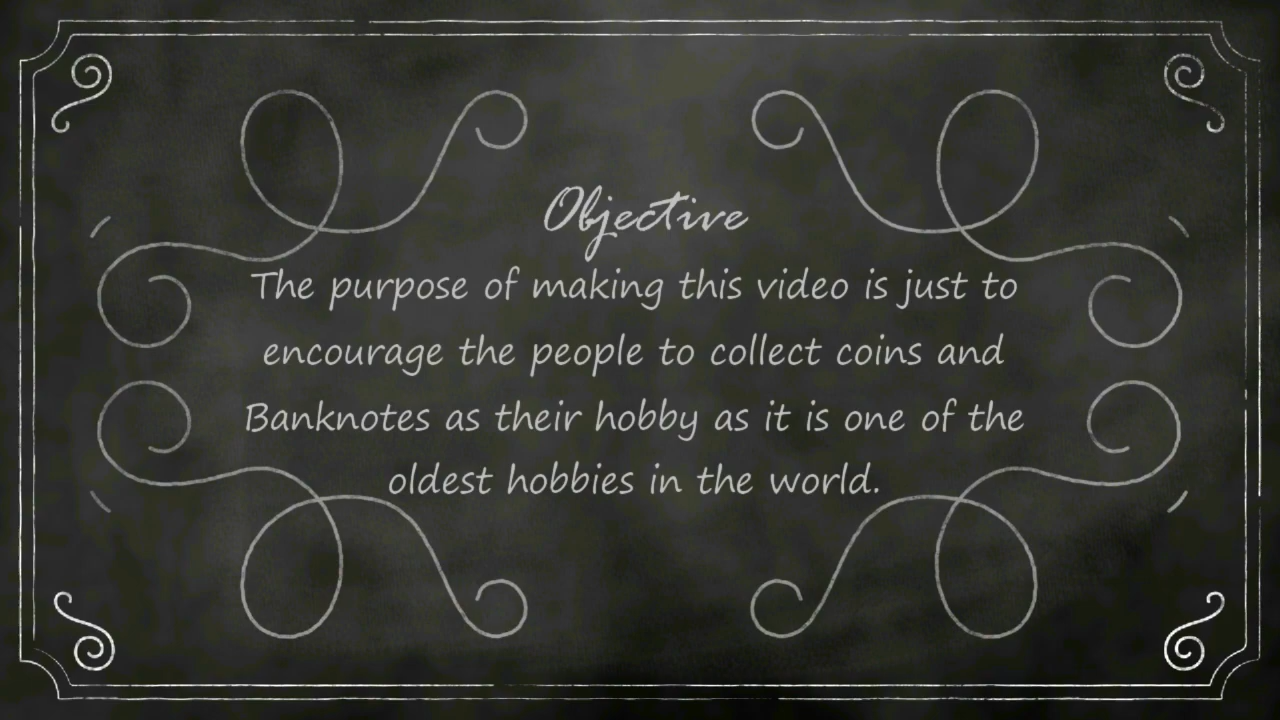 Objective
The purpose of making this video is just to
encourage the people to collect coins and
Banknotes as their hobby as it is one of the
oldest hobbies in the world.